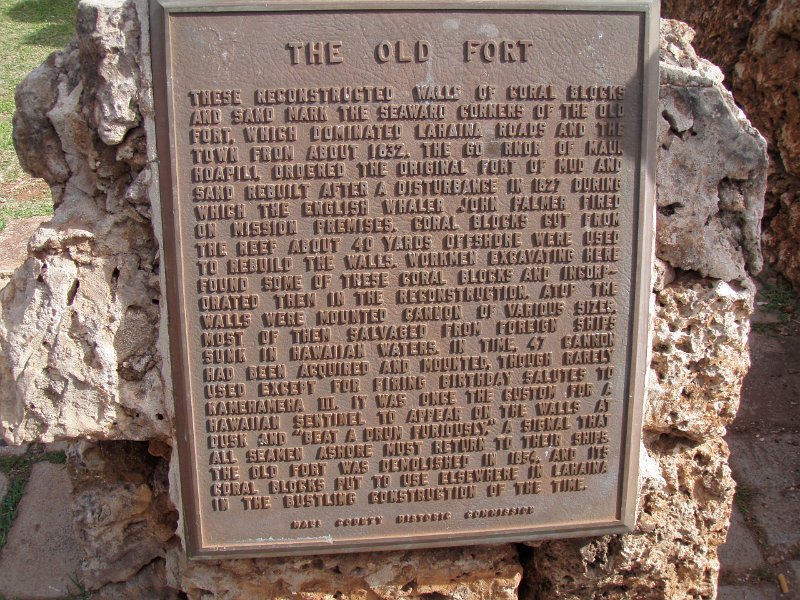 THE OLD FORT
THESE RECONSTRUCTED WALLS OF CORAL BLOCKS
AND SAND MARK THE SEAWARD CORNERS OF THE OLD
FORT, WHICH DOMINATED LAHAINA ROADS AND THE
TOWN FROM ABOUT 1832. THE GO RNOR OF MAUI
HOAPILI ORDERED THE ORIGINAL FORT OF MUD AND
SAND REBUILT AFTER A DISTURBANCE IN 1827 DURING
WHICH THE ENGLISH WHALER JOHN PALMER FIRED
ON MISSION PREMISES. CORAL BLOCKS CUT FROM
THE REEF ABOUT 40 YARDS OFFSHORE WERE USED
TO REBUILD THE WALLS. WORKMEN EXCAVATING HERE
FOUND SOME OF THESE CORAL BLOCKS AND INCORP-
ORATED THEM IN THE RECONSTRUCTION. ATOP THE
WALLS WERE MOUNTED CANNON OF VARIOUS SIZES,
MOST OF THEM SALVAGED FROM FOREIGN SHIPS
SUNK IN HAWAIIAN WATERS. IN TIME, 47 CANNON
HAD BEEN ACQUIRED AND MOUNTED, THOUGH RARELY
USED EXCEPT FOR FIRING BIRTHDAY SALUTES TO
KAMEHAMEHA III. IT WAS ONCE THE CUSTOM FOR A
HAWAIIAN SENTINEL TO APPEAR ON THE WALLS AT
DUSK AND "BEAT A DRUM FURIOUSLY," A SIGNAL THAT
ALL SEAMEN ASHORE MUST RETURN TO THEIR SHIPS.
THE OLD FORT WAS DEMOLISHED IN 1854, AND ITS
CORAL BLOCKS PUT TO USE ELSEWHERE IN LAHAINA
IN THE BUSTLING CONSTRUCTION OF THE TIME.
MAUI COUNTY HISTORIC COMMISSION